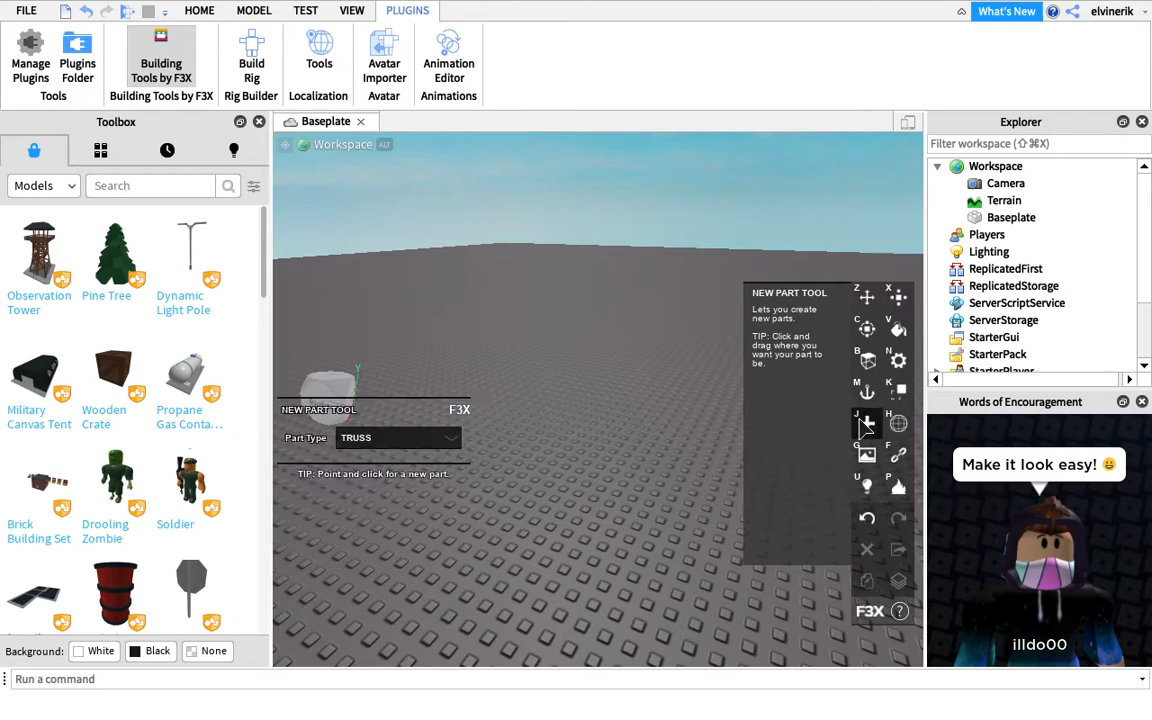 FILE
HOME
MODEL
TEST
VIEW
PLUGINS
What's New
elvinerik
Manage
Plugins
Plugins
Folder
Tools
Building
Tools by F3X
Building Tools by F3X
Build
Rig
Rig Builder
Tools
Localization
Avatar
Importer
Avatar
Animation
Editor
Animations
Toolbox
Models
Search
Observation
Tower
Pine Tree
Dynamic
Light Pole
Military
Canvas Tent
Wooden
Crate
Propane
Gas Conta...
Brick
Building Set
Drooling
Zombie
Soldier
Background:
White
Black
None
Baseplate
Workspace
ALT
NEW PART TOOL
F3X
Part Type
TRUSS
TIP: Point and click for a new part.
NEW PART TOOL
Lets you create
new parts.
TIP: Click and
drag where you
want your part to
be.
Z
X
C
V
B
N
M
K
J
H
G
F
U
P
F3X
?
Explorer
Filter workspace (⇧⌘X)
Workspace
Camera
Terrain
Baseplate
Players
Lighting
ReplicatedFirst
ReplicatedStorage
ServerScriptService
ServerStorage
StarterGui
StarterPack
StarterPlayer
Words of Encouragement
Make it look easy! 😀
illdo00
Run a command